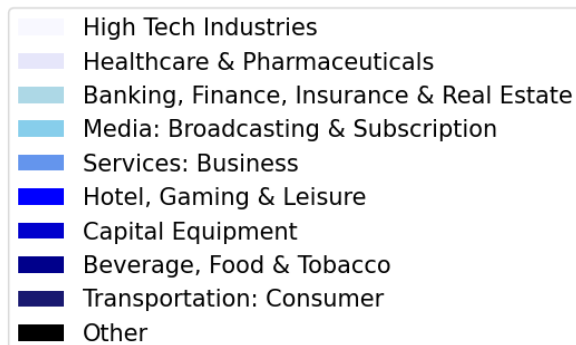 High Tech Industries
Healthcare & Pharmaceuticals
Banking, Finance, Insurance & Real Estate
Media: Broadcasting & Subscription
Services: Business
Hotel, Gaming & Leisure
Capital Equipment
Beverage, Food & Tobacco
Transportation: Consumer
Other